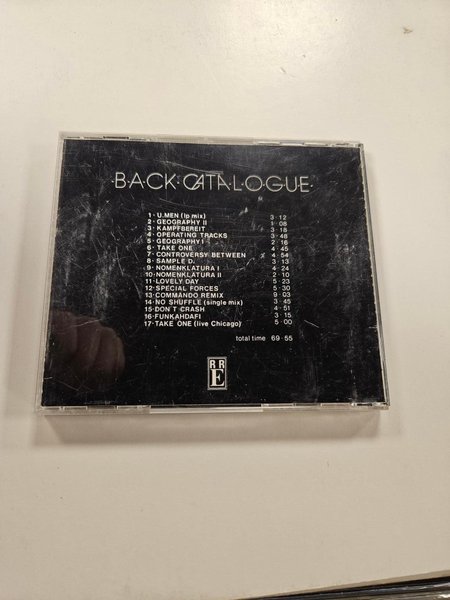 ·BACK·CATALOGUE·
1·U.MEN (lp mix) 3·12
2·GEOGRAPHY II 1·08
3·KAMPFBEREIT 3·18
4·OPERATING TRACKS 3·48
5·GEOGRAPHY I 2·16
6·TAKE ONE 4·45
7·CONTROVERSY BETWEEN 4·54
8·SAMPLE D. 3·13
9·NOMENKLATURA I 4·24
10·NOMENKLATURA II 2·10
11·LOVELY DAY 5·23
12·SPECIAL FORCES 5·30
13·COMMANDO REMIX 9·03
14·NO SHUFFLE (single mix) 3·45
15·DON T CRASH 4·51
16·FUNKAHDAFI 3·15
17·TAKE ONE (live Chicago) 5·00
total time 69·55
RR
E